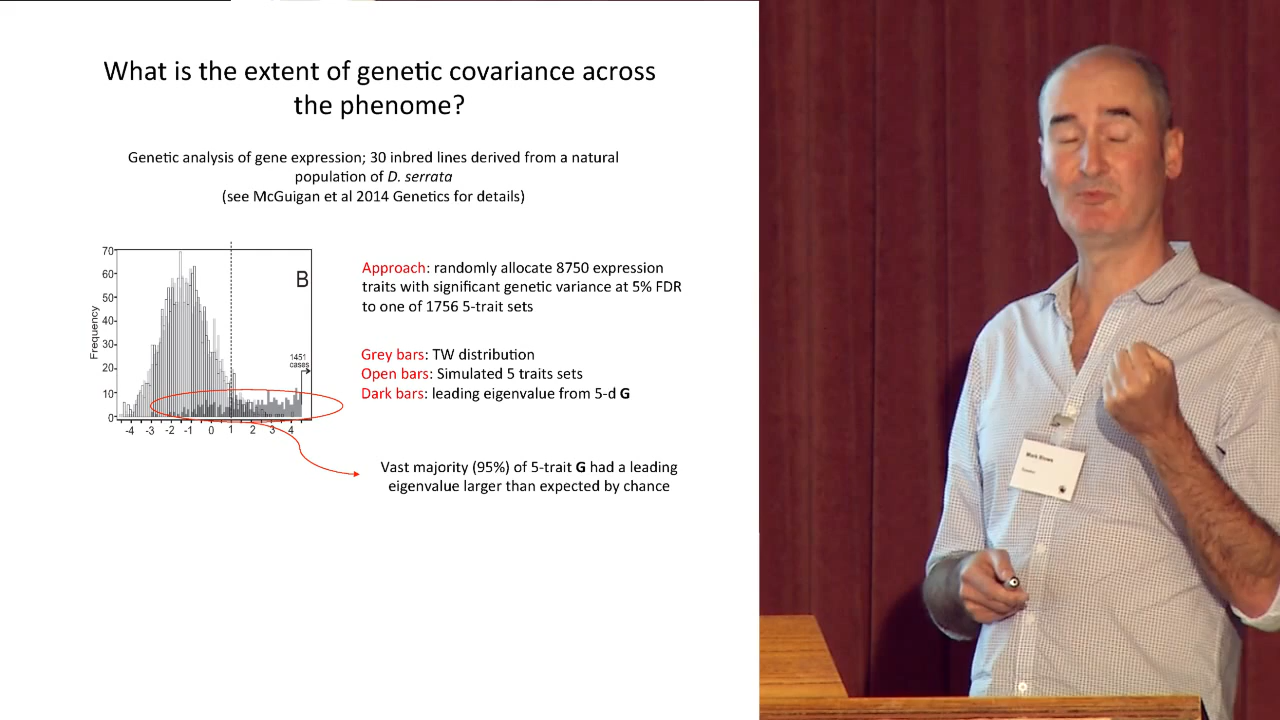 What is the extent of genetic covariance across
the phenome?
Genetic analysis of gene expression; 30 inbred lines derived from a natural
population of D. serrata
(see McGuigan et al 2014 Genetics for details)
70
60
50
40
30
20
10
0
Frequency
B
1451
cases
-4 -3 -2 -1 0 1 2 3 4
Approach: randomly allocate 8750 expression
traits with significant genetic variance at 5% FDR
to one of 1756 5-trait sets
Grey bars: TW distribution
Open bars: Simulated 5 traits sets
Dark bars: leading eigenvalue from 5-d G
Vast majority (95%) of 5-trait G had a leading
eigenvalue larger than expected by chance
Mark Blows